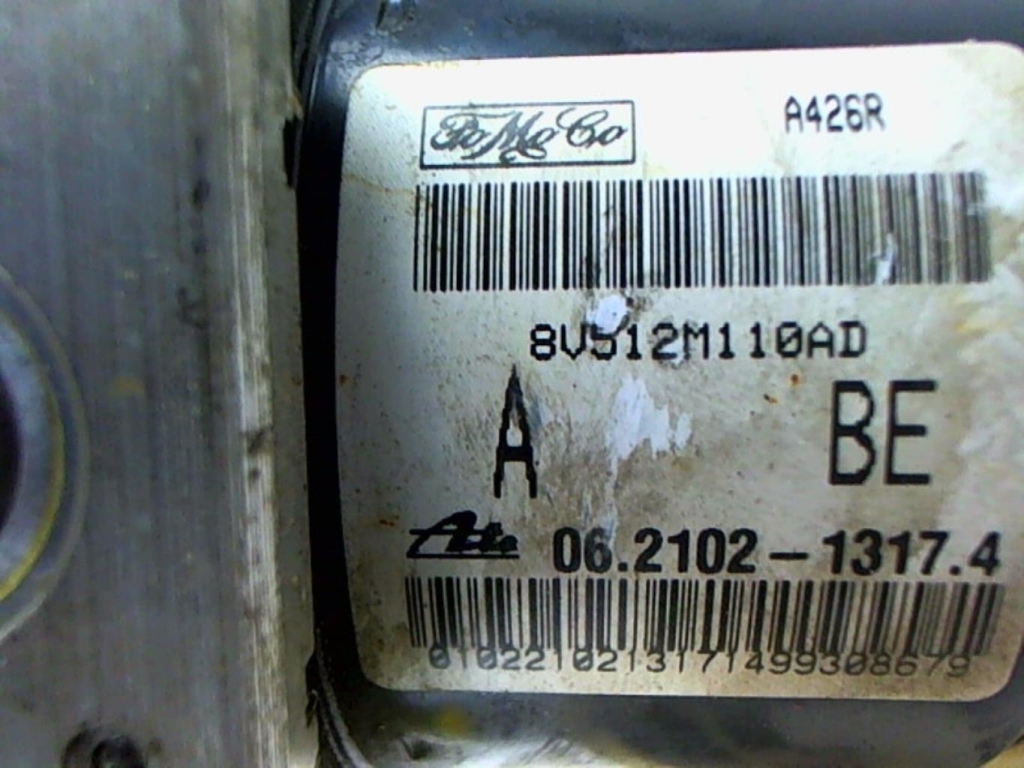 FoMoCo
A426R
8V512M110AD
A
BE
Ate 06.2102-1317.4
01022102131714993086​79